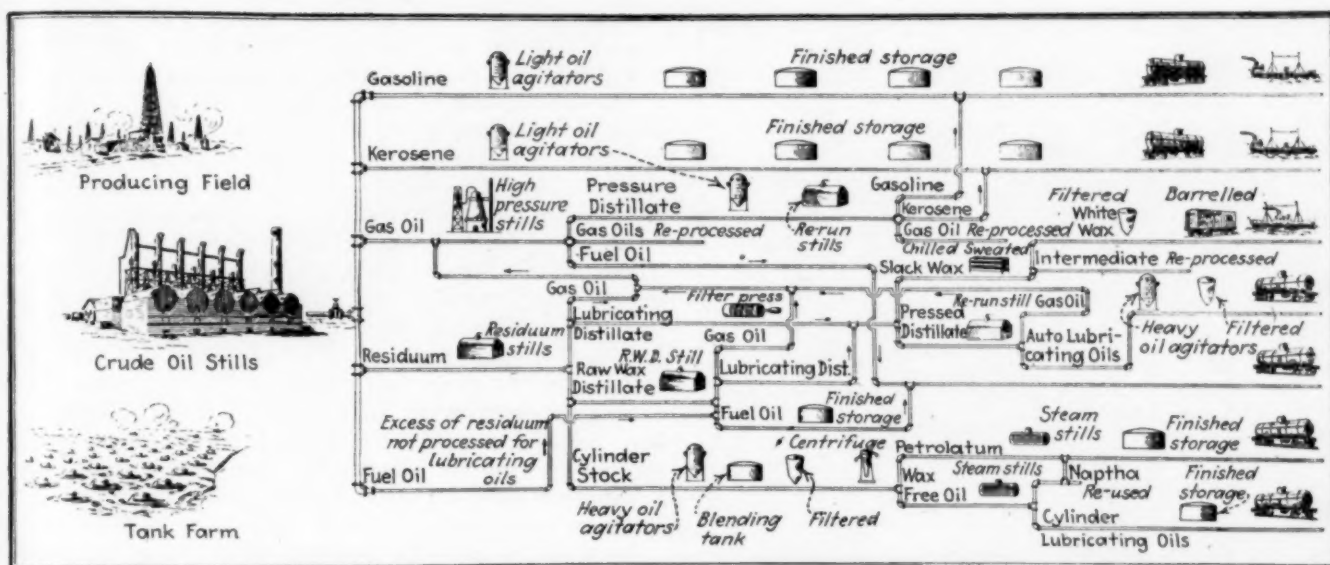 Gasoline
Light oil
agitators
Finished storage
Producing Field
Kerosene
Light oil
agitators
Finished storage
Gas Oil
High
pressure
stills
Pressure
Distillate
Gas Oils Re-processed
Fuel Oil
Re-run
stills
Gasoline
Kerosene
Gas Oil Re-processed
Filtered
White
Wax
Barrelled
Chilled Sweated
Slack Wax
Intermediate Re-processed
Crude Oil Stills
Residuum
Residuum
stills
Gas Oil
Lubricating
Distillate
Filter press
Gas Oil
Pressed
Distillate
Re-run still
Gas Oil
Auto Lubri-
cating Oils
Heavy
oil agitators
Filtered
Raw Wax
Distillate
R.W.D. Still
Lubricating Dist.
Fuel Oil
Finished
storage
Tank Farm
Fuel Oil
Excess of residuum
not processed for
lubricating
oils
Cylinder
Stock
Heavy oil
agitators
Blending
tank
Filtered
Centrifuge
Petrolatum
Steam
stills
Finished
storage
Wax
Free Oil
Steam stills
Naptha
Re-used
Finished
storage
Cylinder
Lubricating Oils